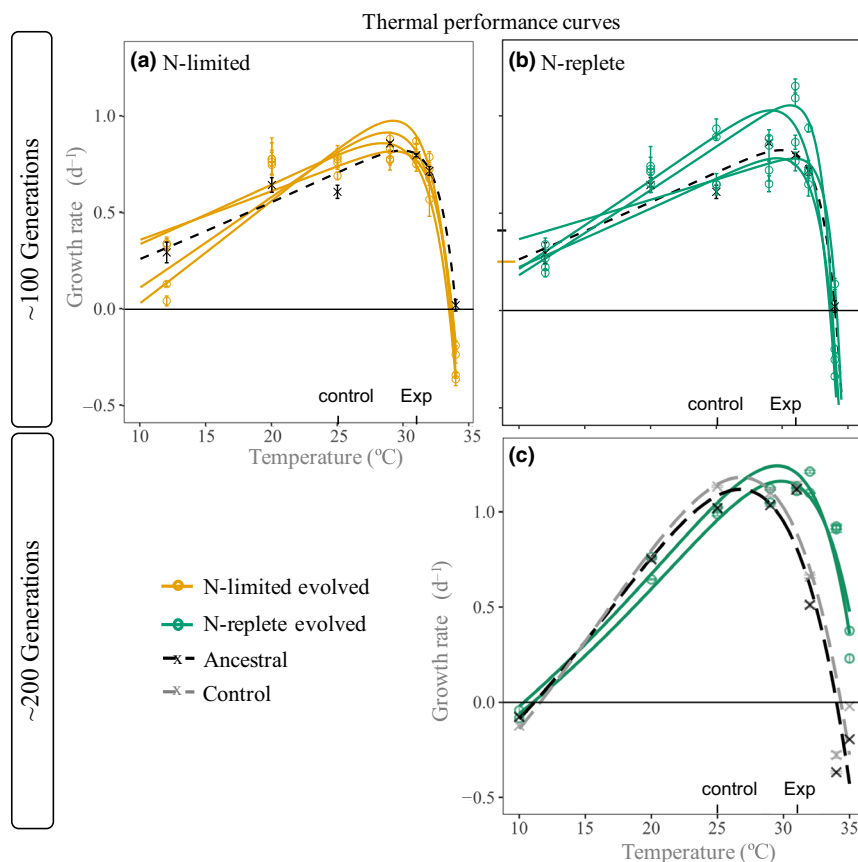 Thermal performance curves
~100 Generations
(a) N-limited
1.0
0.5
0.0
−0.5
Growth rate (d⁻¹)
control Exp
10 15 20 25 30 35
Temperature (ºC)
(b) N-replete
control Exp
~200 Generations
N-limited evolved
N-replete evolved
Ancestral
Control
(c)
1.0
0.5
0.0
−0.5
Growth rate (d⁻¹)
control Exp
10 15 20 25 30 35
Temperature (ºC)